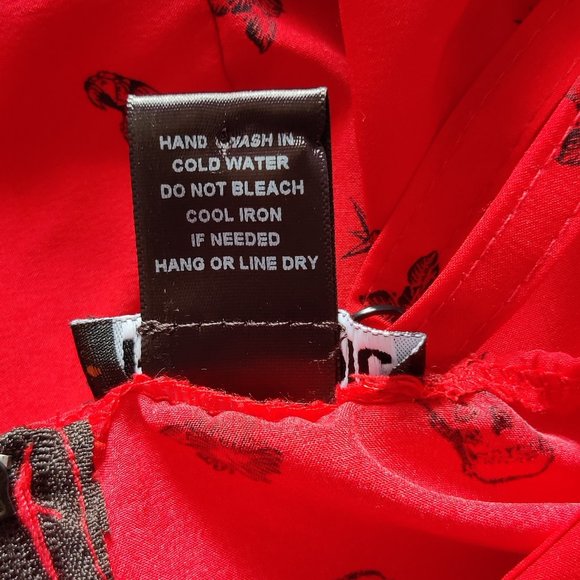 HAND WASH IN
COLD WATER
DO NOT BLEACH
COOL IRON
IF NEEDED
HANG OR LINE DRY